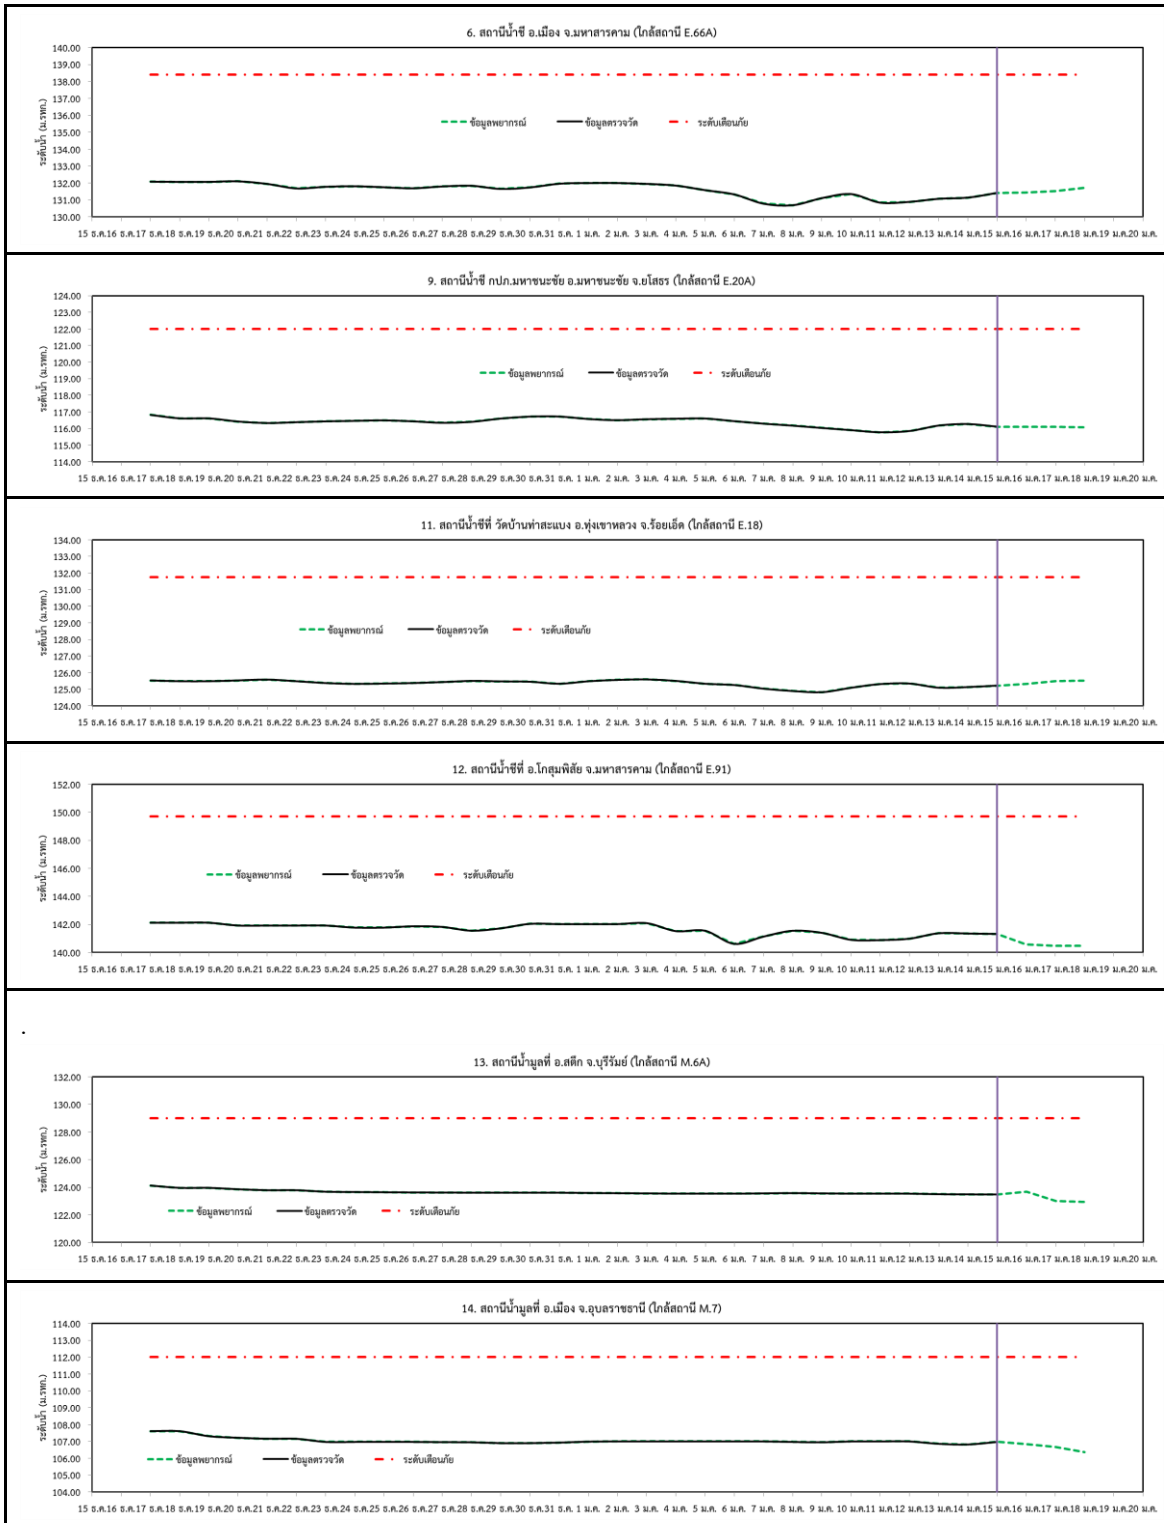 6. สถานีน้ำชี อ.เมือง จ.มหาสารคาม (ใกล้สถานี E.66A)
140.00
139.00
138.00
137.00
136.00
135.00
134.00
133.00
132.00
131.00
130.00
ระดับน้ำ (ม.รทก.)
ข้อมูลพยากรณ์ ข้อมูลตรวจวัด ระดับเตือนภัย
15 ธ.ค.16 ธ.ค.17 ธ.ค.18 ธ.ค.19 ธ.ค.20 ธ.ค.21 ธ.ค.22 ธ.ค.23 ธ.ค.24 ธ.ค.25 ธ.ค.26 ธ.ค.27 ธ.ค.28 ธ.ค.29 ธ.ค.30 ธ.ค.31 ธ.ค. 1 ม.ค. 2 ม.ค. 3 ม.ค. 4 ม.ค. 5 ม.ค. 6 ม.ค. 7 ม.ค. 8 ม.ค. 9 ม.ค. 10 ม.ค.11 ม.ค.12 ม.ค.13 ม.ค.14 ม.ค.15 ม.ค.16 ม.ค.17 ม.ค.18 ม.ค.19 ม.ค.20 ม.ค.
9. สถานีน้ำชี กปภ.มหาชนะชัย อ.มหาชนะชัย จ.ยโสธร (ใกล้สถานี E.20A)
124.00
123.00
122.00
121.00
120.00
119.00
118.00
117.00
116.00
115.00
114.00
ระดับน้ำ (ม.รทก.)
ข้อมูลพยากรณ์ ข้อมูลตรวจวัด ระดับเตือนภัย
15 ธ.ค.16 ธ.ค.17 ธ.ค.18 ธ.ค.19 ธ.ค.20 ธ.ค.21 ธ.ค.22 ธ.ค.23 ธ.ค.24 ธ.ค.25 ธ.ค.26 ธ.ค.27 ธ.ค.28 ธ.ค.29 ธ.ค.30 ธ.ค.31 ธ.ค. 1 ม.ค. 2 ม.ค. 3 ม.ค. 4 ม.ค. 5 ม.ค. 6 ม.ค. 7 ม.ค. 8 ม.ค. 9 ม.ค. 10 ม.ค.11 ม.ค.12 ม.ค.13 ม.ค.14 ม.ค.15 ม.ค.16 ม.ค.17 ม.ค.18 ม.ค.19 ม.ค.20 ม.ค.
11. สถานีน้ำชีที่ วัดบ้านท่าสะแบง อ.ทุ่งเขาหลวง จ.ร้อยเอ็ด (ใกล้สถานี E.18)
134.00
133.00
132.00
131.00
130.00
129.00
128.00
127.00
126.00
125.00
124.00
ระดับน้ำ (ม.รทก.)
ข้อมูลพยากรณ์ ข้อมูลตรวจวัด ระดับเตือนภัย
15 ธ.ค.16 ธ.ค.17 ธ.ค.18 ธ.ค.19 ธ.ค.20 ธ.ค.21 ธ.ค.22 ธ.ค.23 ธ.ค.24 ธ.ค.25 ธ.ค.26 ธ.ค.27 ธ.ค.28 ธ.ค.29 ธ.ค.30 ธ.ค.31 ธ.ค. 1 ม.ค. 2 ม.ค. 3 ม.ค. 4 ม.ค. 5 ม.ค. 6 ม.ค. 7 ม.ค. 8 ม.ค. 9 ม.ค. 10 ม.ค.11 ม.ค.12 ม.ค.13 ม.ค.14 ม.ค.15 ม.ค.16 ม.ค.17 ม.ค.18 ม.ค.19 ม.ค.20 ม.ค.
12. สถานีน้ำชีที่ อ.โกสุมพิสัย จ.มหาสารคาม (ใกล้สถานี E.91)
152.00
150.00
148.00
146.00
144.00
142.00
140.00
ระดับน้ำ (ม.รทก.)
ข้อมูลพยากรณ์ ข้อมูลตรวจวัด ระดับเตือนภัย
15 ธ.ค.16 ธ.ค.17 ธ.ค.18 ธ.ค.19 ธ.ค.20 ธ.ค.21 ธ.ค.22 ธ.ค.23 ธ.ค.24 ธ.ค.25 ธ.ค.26 ธ.ค.27 ธ.ค.28 ธ.ค.29 ธ.ค.30 ธ.ค.31 ธ.ค. 1 ม.ค. 2 ม.ค. 3 ม.ค. 4 ม.ค. 5 ม.ค. 6 ม.ค. 7 ม.ค. 8 ม.ค. 9 ม.ค. 10 ม.ค.11 ม.ค.12 ม.ค.13 ม.ค.14 ม.ค.15 ม.ค.16 ม.ค.17 ม.ค.18 ม.ค.19 ม.ค.20 ม.ค.
.
13. สถานีน้ำมูลที่ อ.สตึก จ.บุรีรัมย์ (ใกล้สถานี M.6A)
132.00
130.00
128.00
126.00
124.00
122.00
120.00
ระดับน้ำ (ม.รทก.)
ข้อมูลพยากรณ์ ข้อมูลตรวจวัด ระดับเตือนภัย
15 ธ.ค.16 ธ.ค.17 ธ.ค.18 ธ.ค.19 ธ.ค.20 ธ.ค.21 ธ.ค.22 ธ.ค.23 ธ.ค.24 ธ.ค.25 ธ.ค.26 ธ.ค.27 ธ.ค.28 ธ.ค.29 ธ.ค.30 ธ.ค.31 ธ.ค. 1 ม.ค. 2 ม.ค. 3 ม.ค. 4 ม.ค. 5 ม.ค. 6 ม.ค. 7 ม.ค. 8 ม.ค. 9 ม.ค. 10 ม.ค.11 ม.ค.12 ม.ค.13 ม.ค.14 ม.ค.15 ม.ค.16 ม.ค.17 ม.ค.18 ม.ค.19 ม.ค.20 ม.ค.
14. สถานีน้ำมูลที่ อ.เมือง จ.อุบลราชธานี (ใกล้สถานี M.7)
114.00
113.00
112.00
111.00
110.00
109.00
108.00
107.00
106.00
105.00
104.00
ระดับน้ำ (ม.รทก.)
ข้อมูลพยากรณ์ ข้อมูลตรวจวัด ระดับเตือนภัย
15 ธ.ค.16 ธ.ค.17 ธ.ค.18 ธ.ค.19 ธ.ค.20 ธ.ค.21 ธ.ค.22 ธ.ค.23 ธ.ค.24 ธ.ค.25 ธ.ค.26 ธ.ค.27 ธ.ค.28 ธ.ค.29 ธ.ค.30 ธ.ค.31 ธ.ค. 1 ม.ค. 2 ม.ค. 3 ม.ค. 4 ม.ค. 5 ม.ค. 6 ม.ค. 7 ม.ค. 8 ม.ค. 9 ม.ค. 10 ม.ค.11 ม.ค.12 ม.ค.13 ม.ค.14 ม.ค.15 ม.ค.16 ม.ค.17 ม.ค.18 ม.ค.19 ม.ค.20 ม.ค.